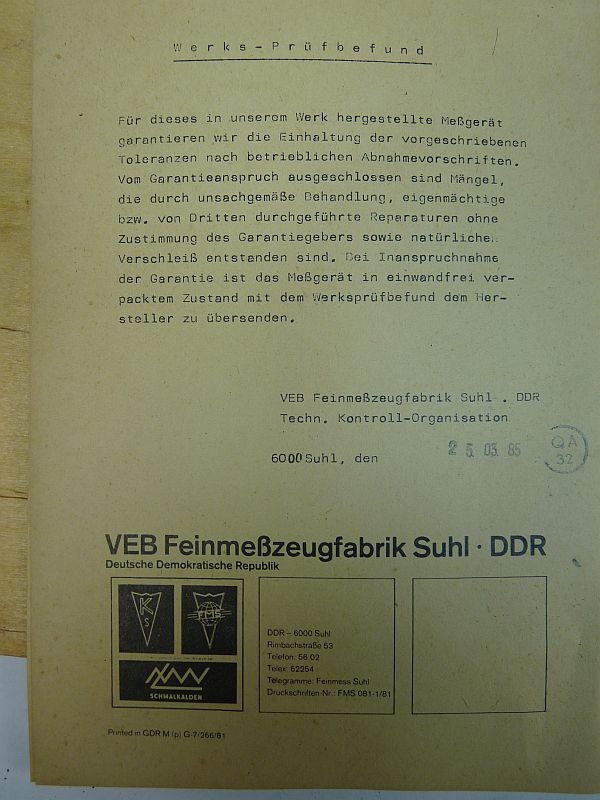 Werks-Prüfbefund
Für dieses in unserem Werk hergestellte Meßgerät
garantieren wir die Einhaltung der vorgeschriebenen
Toleranzen nach betrieblichen Abnahmevorschriften.
Vom Garantieanspruch ausgeschlossen sind Mängel,
die durch unsachgemäße Behandlung, eigenmächtige
bzw. von Dritten durchgeführte Reparaturen ohne
Zustimmung des Garantiegebers sowie natürlichen
Verschleiß entstanden sind. Bei Inanspruchnahme
der Garantie ist das Meßgerät in einwandfrei ver-
packtem Zustand mit dem Werksprüfbefund dem Her-
steller zu übersenden.
VEB Feinmeßzeugfabrik Suhl . DDR
Techn. Kontroll-Organisation
6000 Suhl, den 25.03.85
QA
32
VEB Feinmeßzeugfabrik Suhl · DDR
Deutsche Demokratische Republik
K
S
FMS
SCHMALKALDEN
DDR – 6000 Suhl
Rimbachstraße 53
Telefon: 56 02
Telex: 62254
Telegramme: Feinmess Suhl
Druckschriften-Nr.: FMS 081-1/81
Printed in GDR M (p) G-7/266/81